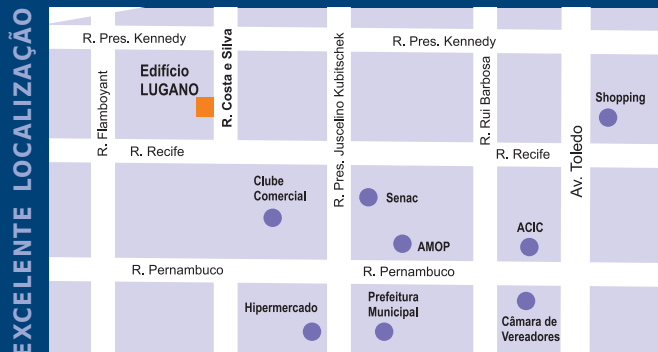 EXCELENTE LOCALIZAÇÃO
R. Pres. Kennedy
R. Pres. Kennedy
Edifício
LUGANO
R. Flamboyant
R. Costa e Silva
R. Pres. Juscelino Kubitschek
R. Rui Barbosa
Av. Toledo
Shopping
R. Recife
R. Recife
Clube
Comercial
Senac
AMOP
ACIC
R. Pernambuco
R. Pernambuco
Hipermercado
Prefeitura
Municipal
Câmara de
Vereadores